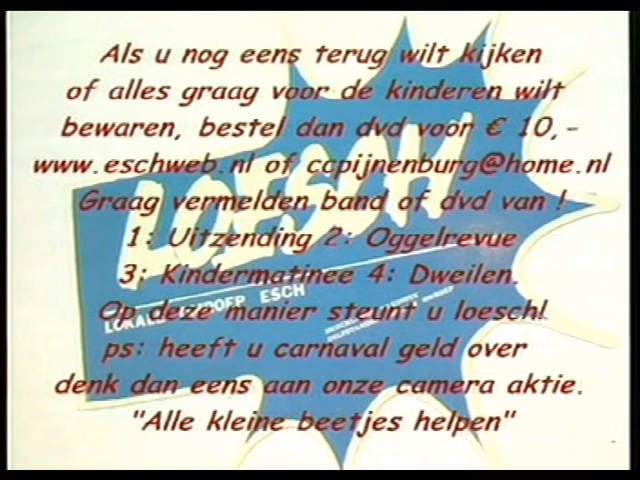 Als u nog eens terug wilt kijken
of alles graag voor de kinderen wilt
bewaren, bestel dan dvd voor € 10,-
www.eschweb.nl of ccpijnenburg@home.nl
Graag vermelden band of dvd van !
1: Uitzending 2: Oggelrevue
3: Kindermatinee 4: Dweilen.
Op deze manier steunt u loesch!
ps: heeft u carnaval geld over
denk dan eens aan onze camera aktie.
"Alle kleine beetjes helpen"
LOESCH
ESCH